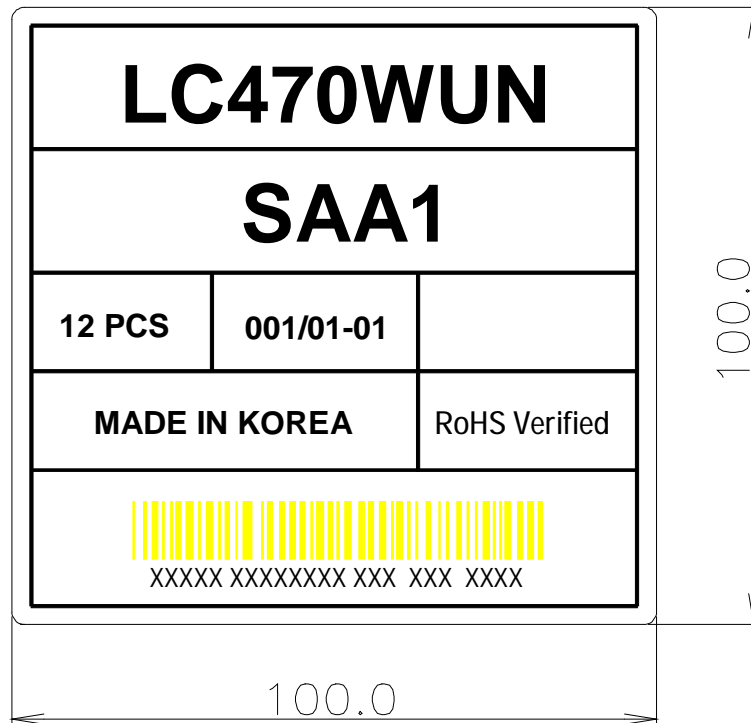 LC470WUN
SAA1
12 PCS
001/01-01
MADE IN KOREA
RoHS Verified
XXXXX XXXXXXXX XXX XXX XXXX
100.0
100.0